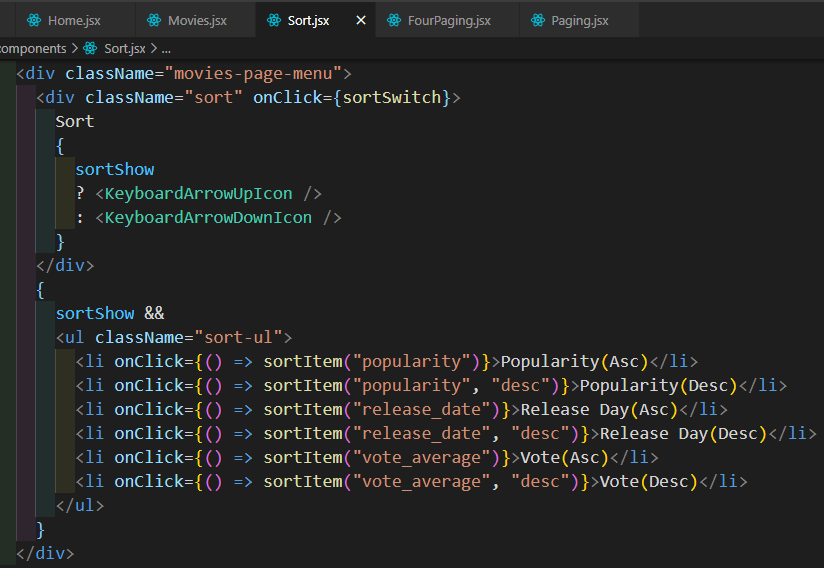 Home.jsx Movies.jsx Sort.jsx × FourPaging.jsx Paging.jsx
components > Sort.jsx > ...
<div className="movies-page-menu">
<div className="sort" onClick={sortSwitch}>
Sort
{
sortShow
? <KeyboardArrowUpIcon />
: <KeyboardArrowDownIcon />
}
</div>
{
sortShow &&
<ul className="sort-ul">
<li onClick={() => sortItem("popularity")}>Popularity(Asc)</li>
<li onClick={() => sortItem("popularity", "desc")}>Popularity(Desc)</li>
<li onClick={() => sortItem("release_date")}>Release Day(Asc)</li>
<li onClick={() => sortItem("release_date", "desc")}>Release Day(Desc)</li>
<li onClick={() => sortItem("vote_average")}>Vote(Asc)</li>
<li onClick={() => sortItem("vote_average", "desc")}>Vote(Desc)</li>
</ul>
}
</div>